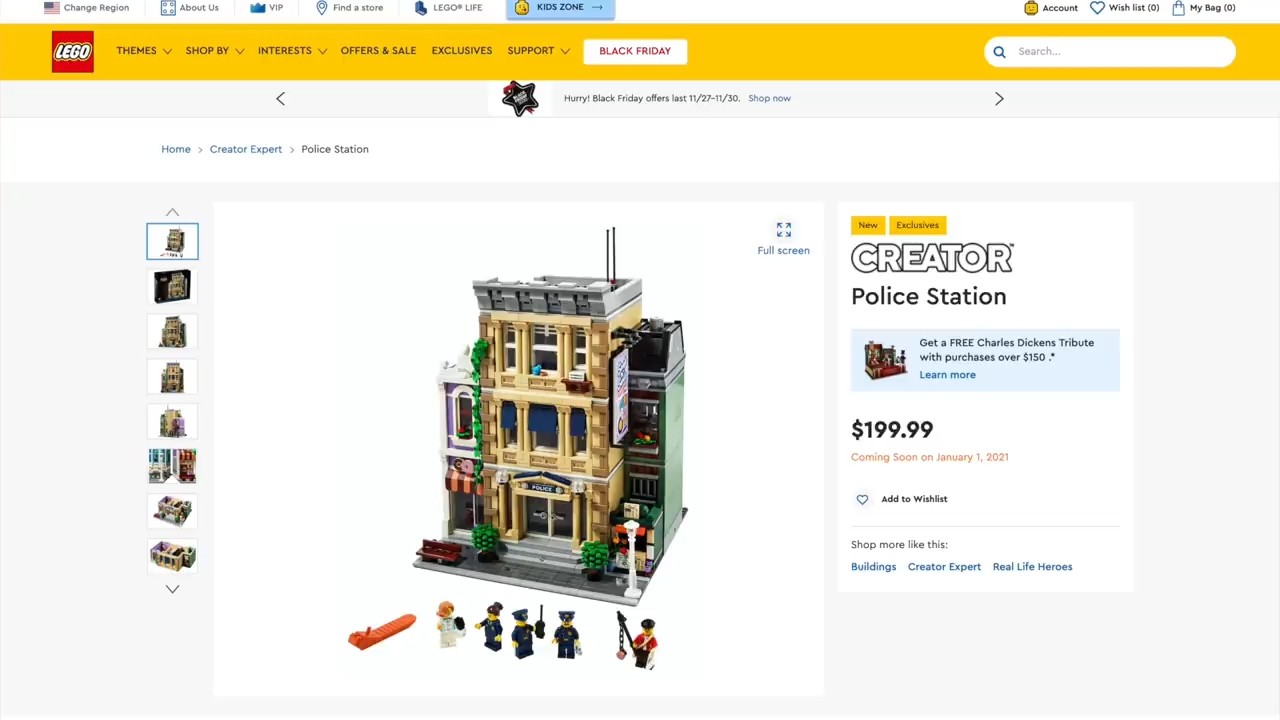 Change Region
About Us
VIP
Find a store
LEGO® LIFE
KIDS ZONE →
Account
Wish list (0)
My Bag (0)
LEGO
THEMES
SHOP BY
INTERESTS
OFFERS & SALE
EXCLUSIVES
SUPPORT
BLACK FRIDAY
Search...
Hurry! Black Friday offers last 11/27–11/30. Shop now
Home > Creator Expert > Police Station
Full screen
POLICE
New
Exclusives
CREATOR™
Police Station
Get a FREE Charles Dickens Tribute
with purchases over $150 .*
Learn more
$199.99
Coming Soon on January 1, 2021
Add to Wishlist
Shop more like this:
Buildings
Creator Expert
Real Life Heroes